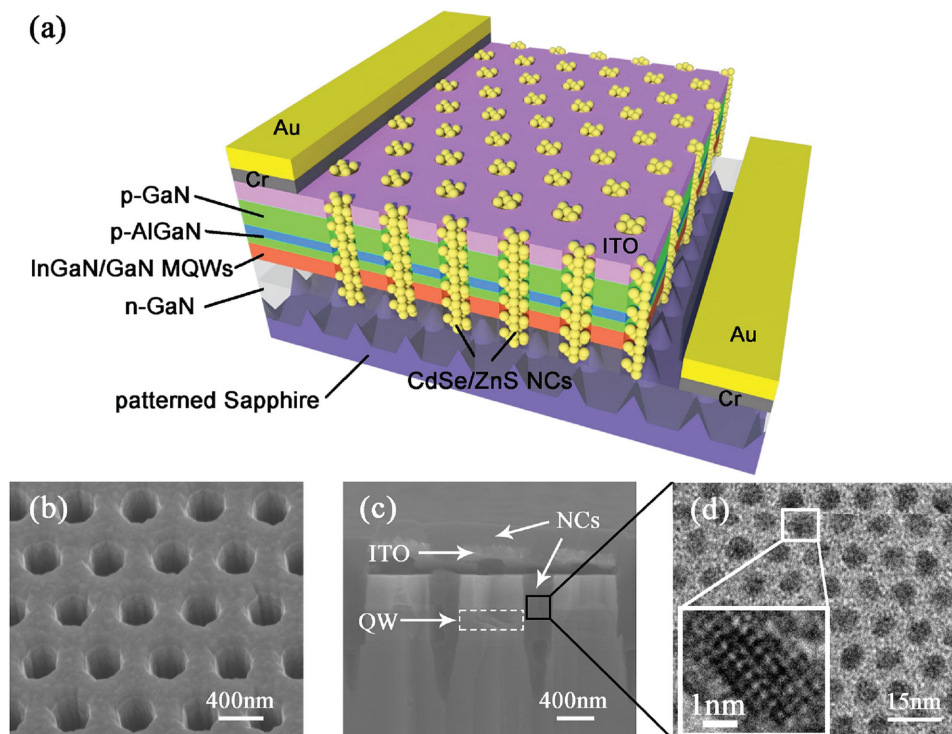 (a)
Au
Cr
p-GaN
p-AlGaN
InGaN/GaN MQWs
n-GaN
patterned Sapphire
CdSe/ZnS NCs
ITO
Au
Cr
(b)
400nm
(c)
NCs
ITO
QW
400nm
(d)
1nm
15nm